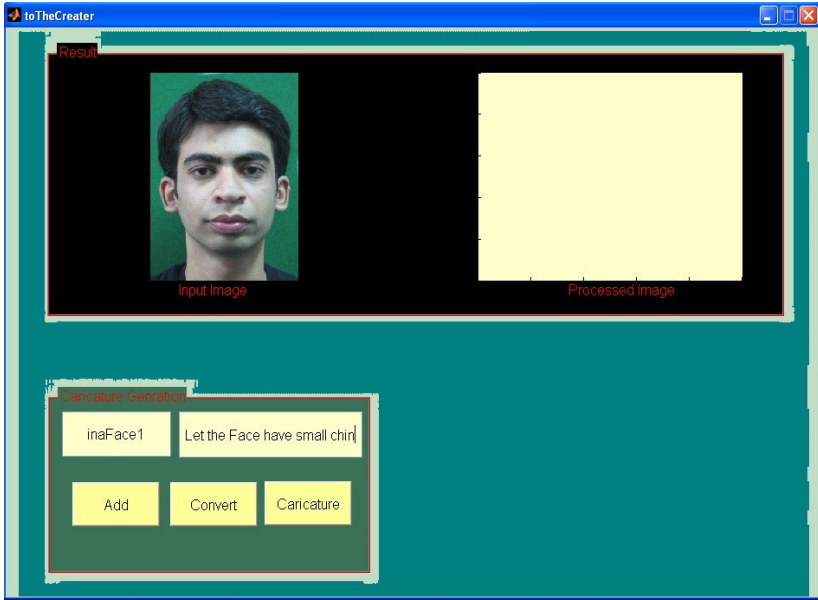 toTheCreater
Result
Input Image
Processed Image
Caricature Genration
inaFace1
Let the Face have small chin
Add
Convert
Caricature